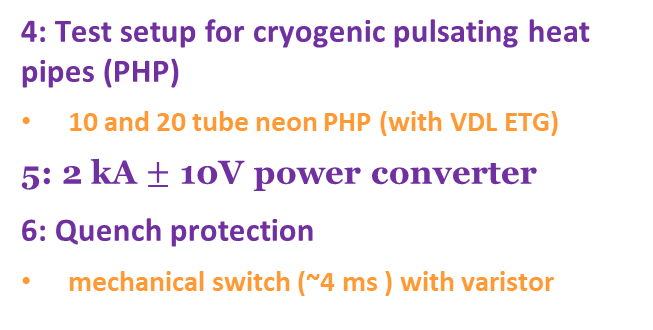 4: Test setup for cryogenic pulsating heat
pipes (PHP)
• 10 and 20 tube neon PHP (with VDL ETG)
5: 2 kA ± 10V power converter
6: Quench protection
• mechanical switch (~4 ms ) with varistor